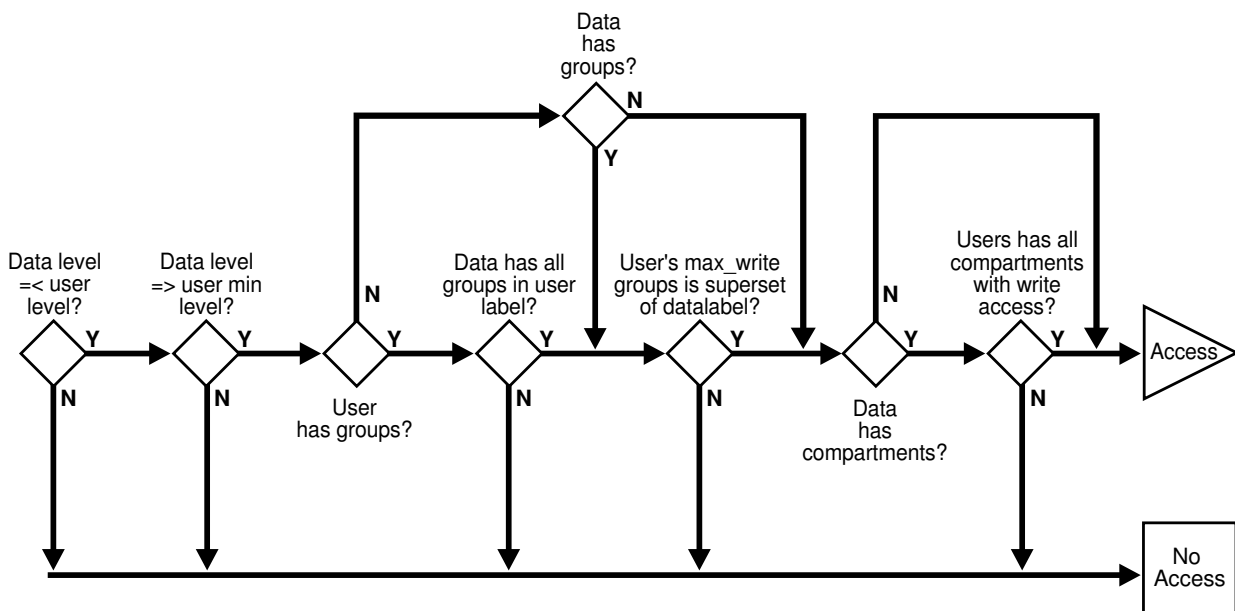 Data
has
groups?
N
Y
Data level
=< user
level?
Data level
=> user min
level?
N
Data has all
groups in user
label?
User's max_write
groups is superset
of datalabel?
N
Users has all
compartments
with write
access?
Y
Y
Y
Y
Y
Y
Y
Access
N
N
User
has groups?
N
N
Data
has
compartments?
N
No
Access